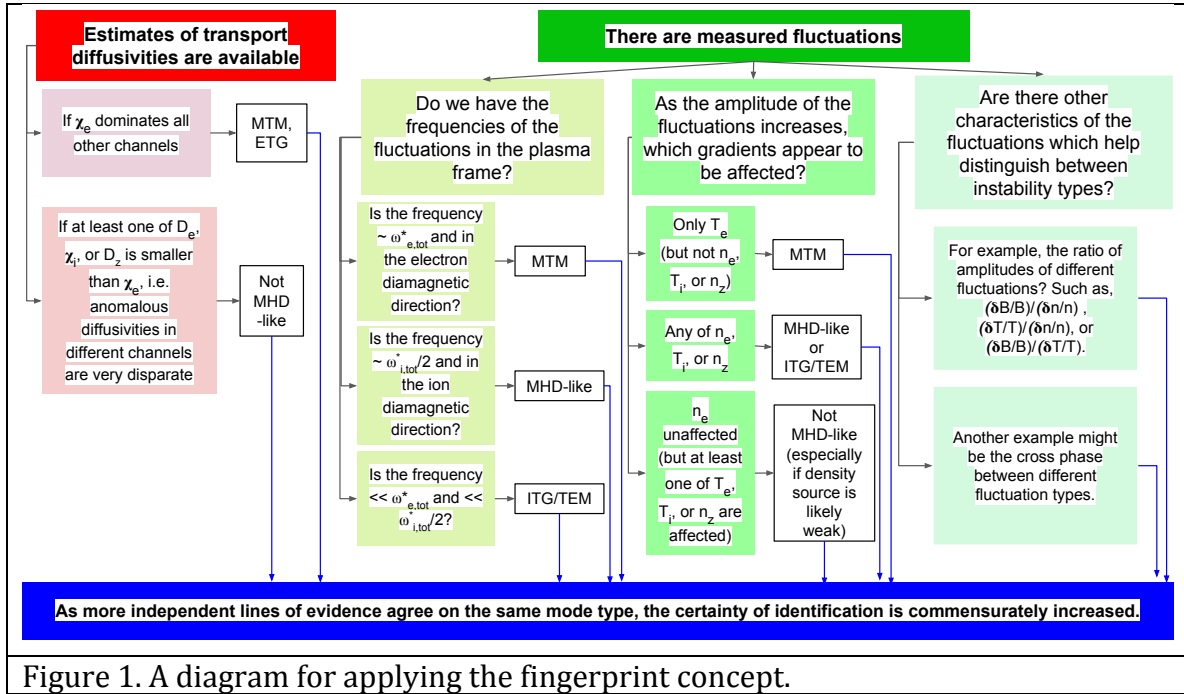 Estimates of transport
diffusivities are available
There are measured fluctuations
If χe dominates all
other channels
MTM,
ETG
If at least one of De,
χi, or Dz is smaller
than χe, i.e.
anomalous
diffusivities in
different channels
are very disparate
Not
MHD
-like
Do we have the
frequencies of the
fluctuations in the plasma
frame?
Is the frequency
~ ω*e,tot and in
the electron
diamagnetic
direction?
MTM
Is the frequency
~ ω*i,tot/2 and in
the ion
diamagnetic
direction?
MHD-like
Is the frequency
<< ω*e,tot and <<
ω*i,tot/2?
ITG/TEM
As the amplitude of the
fluctuations increases,
which gradients appear to
be affected?
Only Te
(but not ne,
Ti, or nz)
MTM
Any of ne,
Ti, or nz
MHD-like
or
ITG/TEM
ne
unaffected
(but at least
one of Te,
Ti, or nz are
affected)
Not
MHD-like
(especially
if density
source is
likely
weak)
Are there other
characteristics of the
fluctuations which help
distinguish between
instability types?
For example, the ratio of
amplitudes of different
fluctuations? Such as,
(δB/B)/(δn/n) ,
(δT/T)/(δn/n), or
(δB/B)/(δT/T).
Another example might
be the cross phase
between different
fluctuation types.
As more independent lines of evidence agree on the same mode type, the certainty of identification is commensurately increased.
Figure 1. A diagram for applying the fingerprint concept.